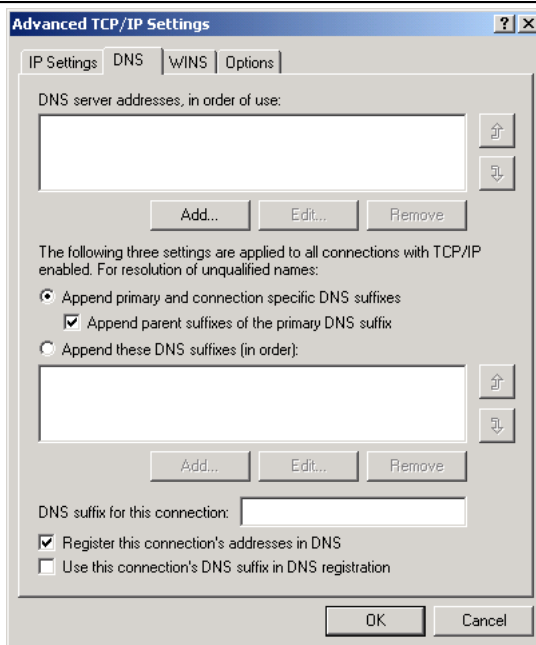 Advanced TCP/IP Settings
IP Settings DNS WINS Options
DNS server addresses, in order of use:
Add... Edit... Remove
The following three settings are applied to all connections with TCP/IP
enabled. For resolution of unqualified names:
Append primary and connection specific DNS suffixes
Append parent suffixes of the primary DNS suffix
Append these DNS suffixes (in order):
Add... Edit... Remove
DNS suffix for this connection:
Register this connection's addresses in DNS
Use this connection's DNS suffix in DNS registration
OK Cancel